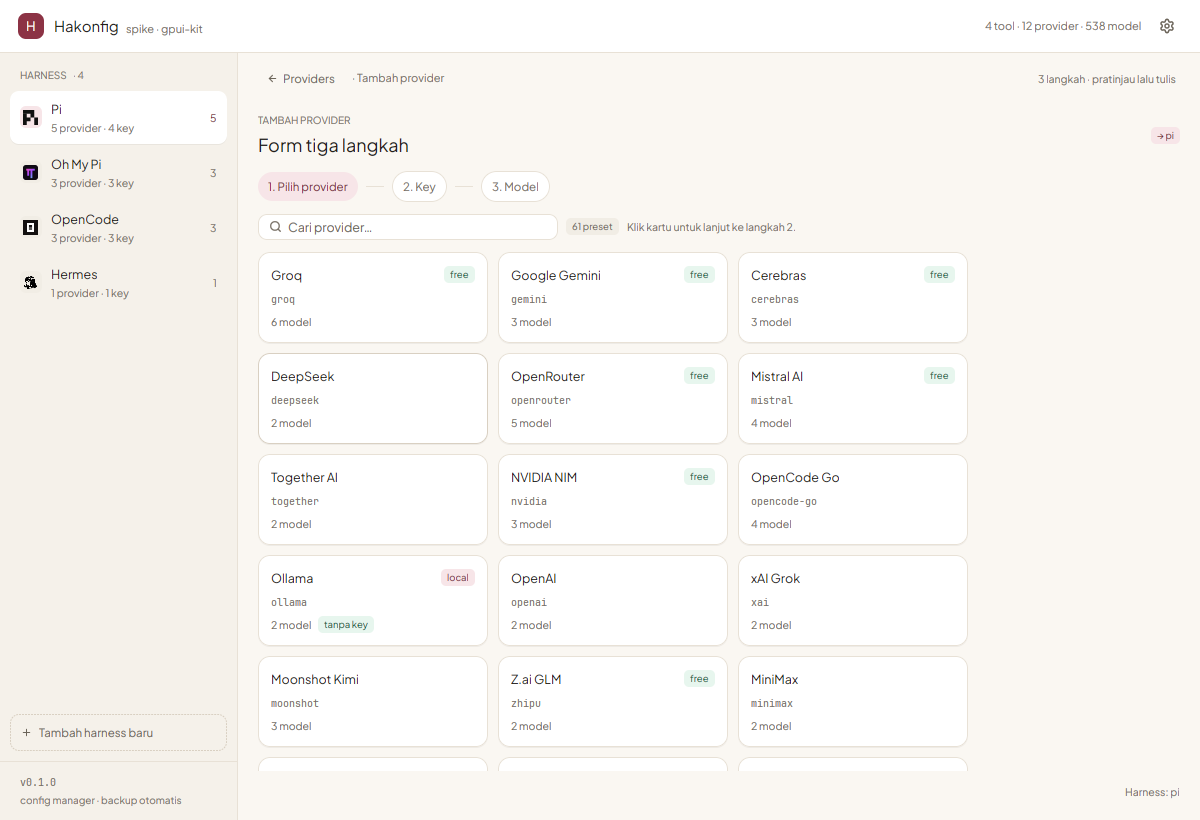 H Hakonfig spike · gpui-kit
4 tool · 12 provider · 538 model
HARNESS · 4
Pi
5 provider · 4 key
5
Oh My Pi
3 provider · 3 key
3
OpenCode
3 provider · 3 key
3
Hermes
1 provider · 1 key
1
+ Tambah harness baru
v0.1.0
config manager · backup otomatis
← Providers · Tambah provider
3 langkah · pratinjau lalu tulis
TAMBAH PROVIDER
Form tiga langkah
→ pi
1. Pilih provider
2. Key
3. Model
Cari provider...
61 preset
Klik kartu untuk lanjut ke langkah 2.
Groq
free
groq
6 model
Google Gemini
free
gemini
3 model
Cerebras
free
cerebras
3 model
DeepSeek
deepseek
2 model
OpenRouter
free
openrouter
5 model
Mistral AI
free
mistral
4 model
Together AI
together
2 model
NVIDIA NIM
free
nvidia
3 model
OpenCode Go
opencode-go
4 model
Ollama
local
ollama
2 model
tanpa key
OpenAI
openai
2 model
xAI Grok
xai
2 model
Moonshot Kimi
moonshot
3 model
Z.ai GLM
free
zhipu
2 model
MiniMax
minimax
2 model
Harness: pi